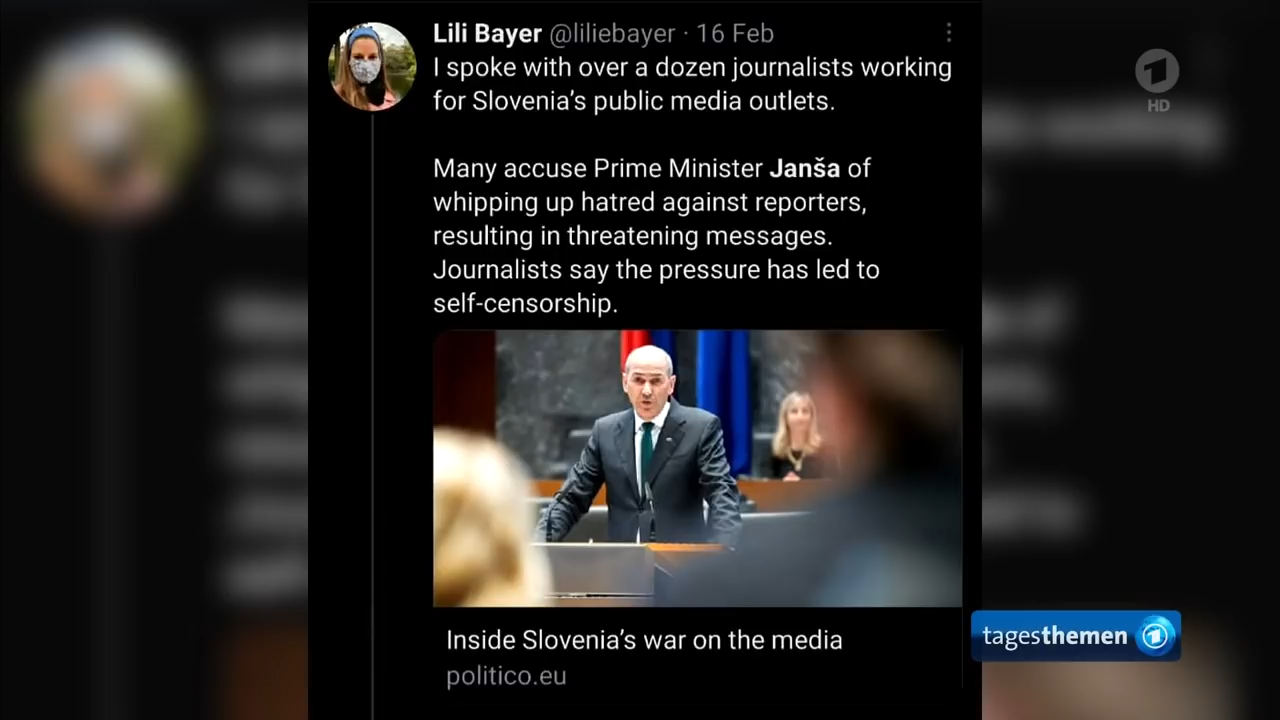 Lili Bayer @liliebayer · 16 Feb
I spoke with over a dozen journalists working
for Slovenia’s public media outlets.
Many accuse Prime Minister Janša of
whipping up hatred against reporters,
resulting in threatening messages.
Journalists say the pressure has led to
self-censorship.
Inside Slovenia’s war on the media
politico.eu
1
HD
tagesthemen 1